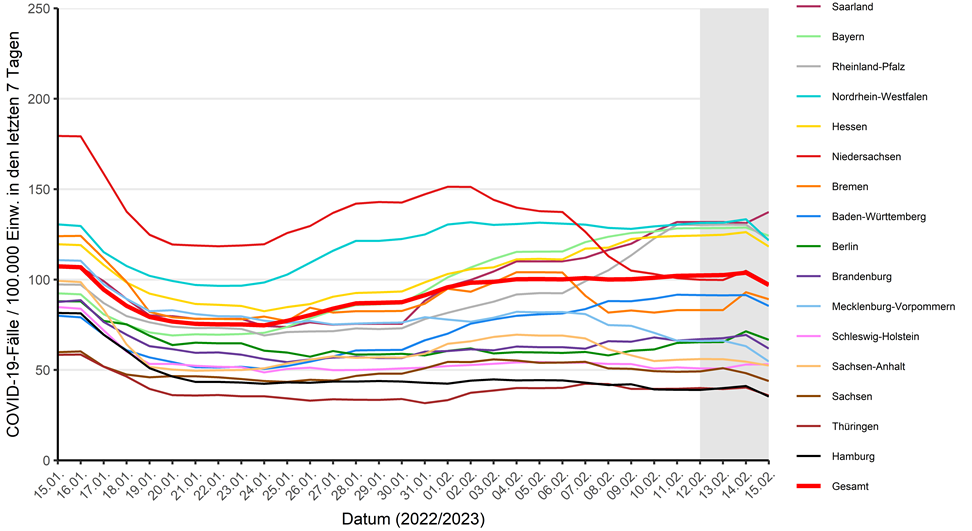 COVID-19-Fälle / 100.000 Einw. in den letzten 7 Tagen
250
200
150
100
50
0
15.01.
16.01.
17.01.
18.01.
19.01.
20.01.
21.01.
22.01.
23.01.
24.01.
25.01.
26.01.
27.01.
28.01.
29.01.
30.01.
31.01.
01.02.
02.02.
03.02.
04.02.
05.02.
06.02.
07.02.
08.02.
09.02.
10.02.
11.02.
12.02.
13.02.
14.02.
15.02.
Datum (2022/2023)
Saarland
Bayern
Rheinland-Pfalz
Nordrhein-Westfalen
Hessen
Niedersachsen
Bremen
Baden-Württemberg
Berlin
Brandenburg
Mecklenburg-Vorpommern
Schleswig-Holstein
Sachsen-Anhalt
Sachsen
Thüringen
Hamburg
Gesamt